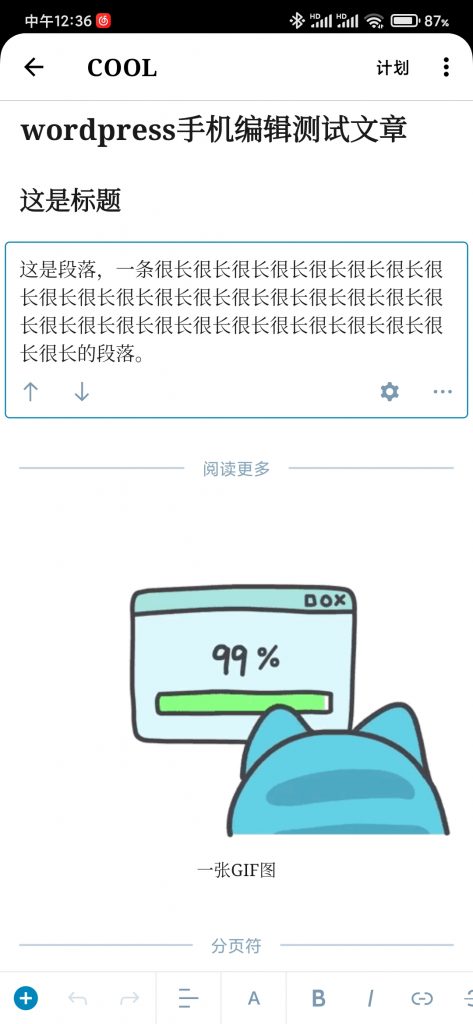 中午12:36
HD HD 87%
COOL 计划
wordpress手机编辑测试文章
这是标题
这是段落，一条很长很长很长很长很长很长很长很
长很长很长很长很长很长很长很长很长很长很长
长很长很长很长很长很长很长很长很长很长很长很
长很长的段落。
阅读更多
BOX
99%
一张GIF图
分页符
A B I